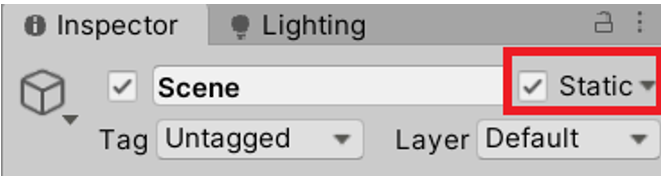 Inspector Lighting
Scene Static
Tag Untagged Layer Default